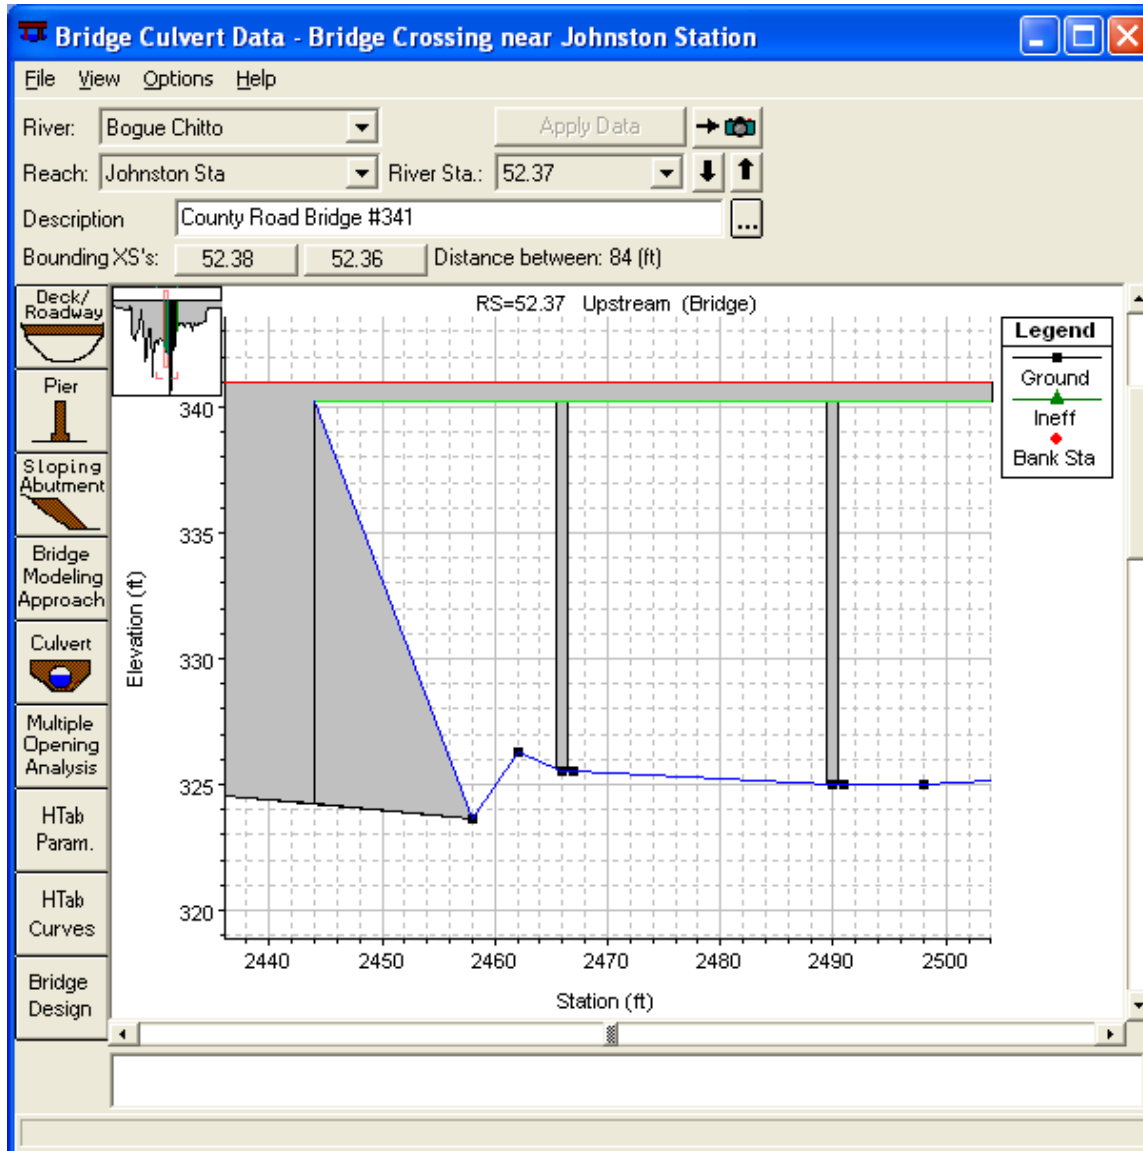 Bridge Culvert Data - Bridge Crossing near Johnston Station
File View Options Help
River: Bogue Chitto Apply Data
Reach: Johnston Sta River Sta.: 52.37
Description County Road Bridge #341 ...
Bounding XS's: 52.38 52.36 Distance between: 84 (ft)
Deck/
Roadway
Pier
Sloping
Abutment
Bridge
Modeling
Approach
Culvert
Multiple
Opening
Analysis
HTab
Param.
HTab
Curves
Bridge
Design
RS=52.37 Upstream (Bridge)
Elevation (ft)
340
335
330
325
320
2440 2450 2460 2470 2480 2490 2500
Station (ft)
Legend
Ground
Ineff
Bank Sta